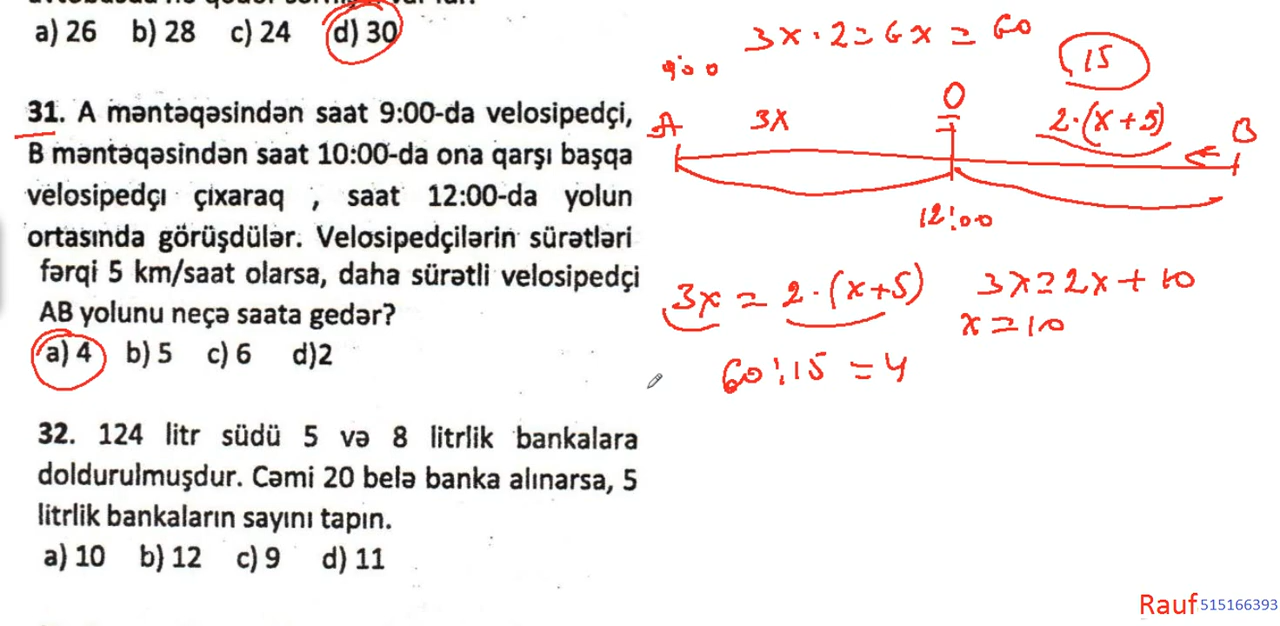 a) 26 b) 28 c) 24 d) 30
31. A məntəqəsindən saat 9:00-da velosipedçi,
B məntəqəsindən saat 10:00-da ona qarşı başqa
velosipedçı çıxaraq , saat 12:00-da yolun
ortasında görüşdülər. Velosipedçilərin sürətləri
fərqi 5 km/saat olarsa, daha sürətli velosipedçi
AB yolunu neçə saata gedər?
a) 4 b) 5 c) 6 d)2
32. 124 litr südü 5 və 8 litrlik bankalara
doldurulmuşdur. Cəmi 20 belə banka alınarsa, 5
litrlik bankaların sayını tapın.
a) 10 b) 12 c) 9 d) 11
3x · 2 = 6x = 60
15
9:00
A 3x O 2·(x+5) B
12:00
3x = 2·(x+5) 3x=2x+10
x=10
60:15 = 4
Rauf 515166393